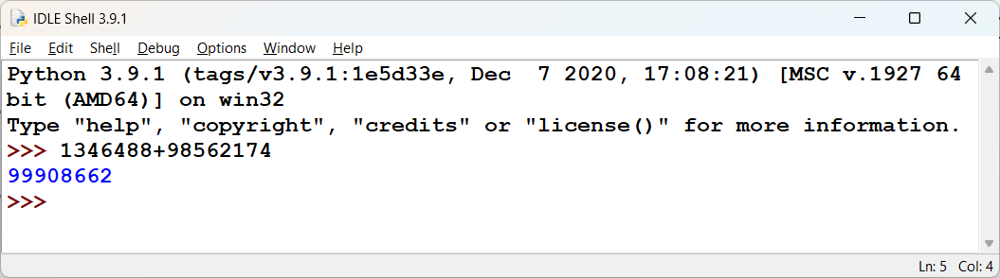 IDLE Shell 3.9.1
File Edit Shell Debug Options Window Help
Python 3.9.1 (tags/v3.9.1:1e5d33e, Dec  7 2020, 17:08:21) [MSC v.1927 64
bit (AMD64)] on win32
Type "help", "copyright", "credits" or "license()" for more information.
>>> 1346488+98562174
99908662
>>>
Ln: 5 Col: 4